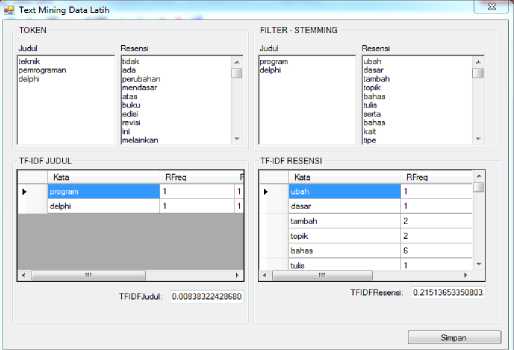 Text Mining Data Latih
TOKEN
Judul
Resensi
teknik
pemrograman
delphi
tidak
ada
perubahan
mendasar
atas
buku
edisi
revisi
ini
melainkan
FILTER - STEMMING
Judul
Resensi
program
delphi
ubah
dasar
tambah
topik
bahas
tulis
serta
bahas
kait
tipe
TF-IDF JUDUL
Kata RFreq F
program 1 1
delphi 1 1
TFIDFJudul: 0.00838322428680
TF-IDF RESENSI
Kata RFreq
ubah 1
dasar 1
tambah 2
topik 2
bahas 6
tulis 1
TFIDFResensi: 0.21513653350803
Simpan